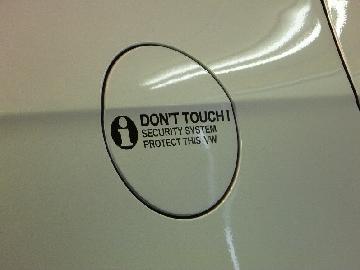 i DON'T TOUCH!
SECURITY SYSTEM
PROTECT THIS VW